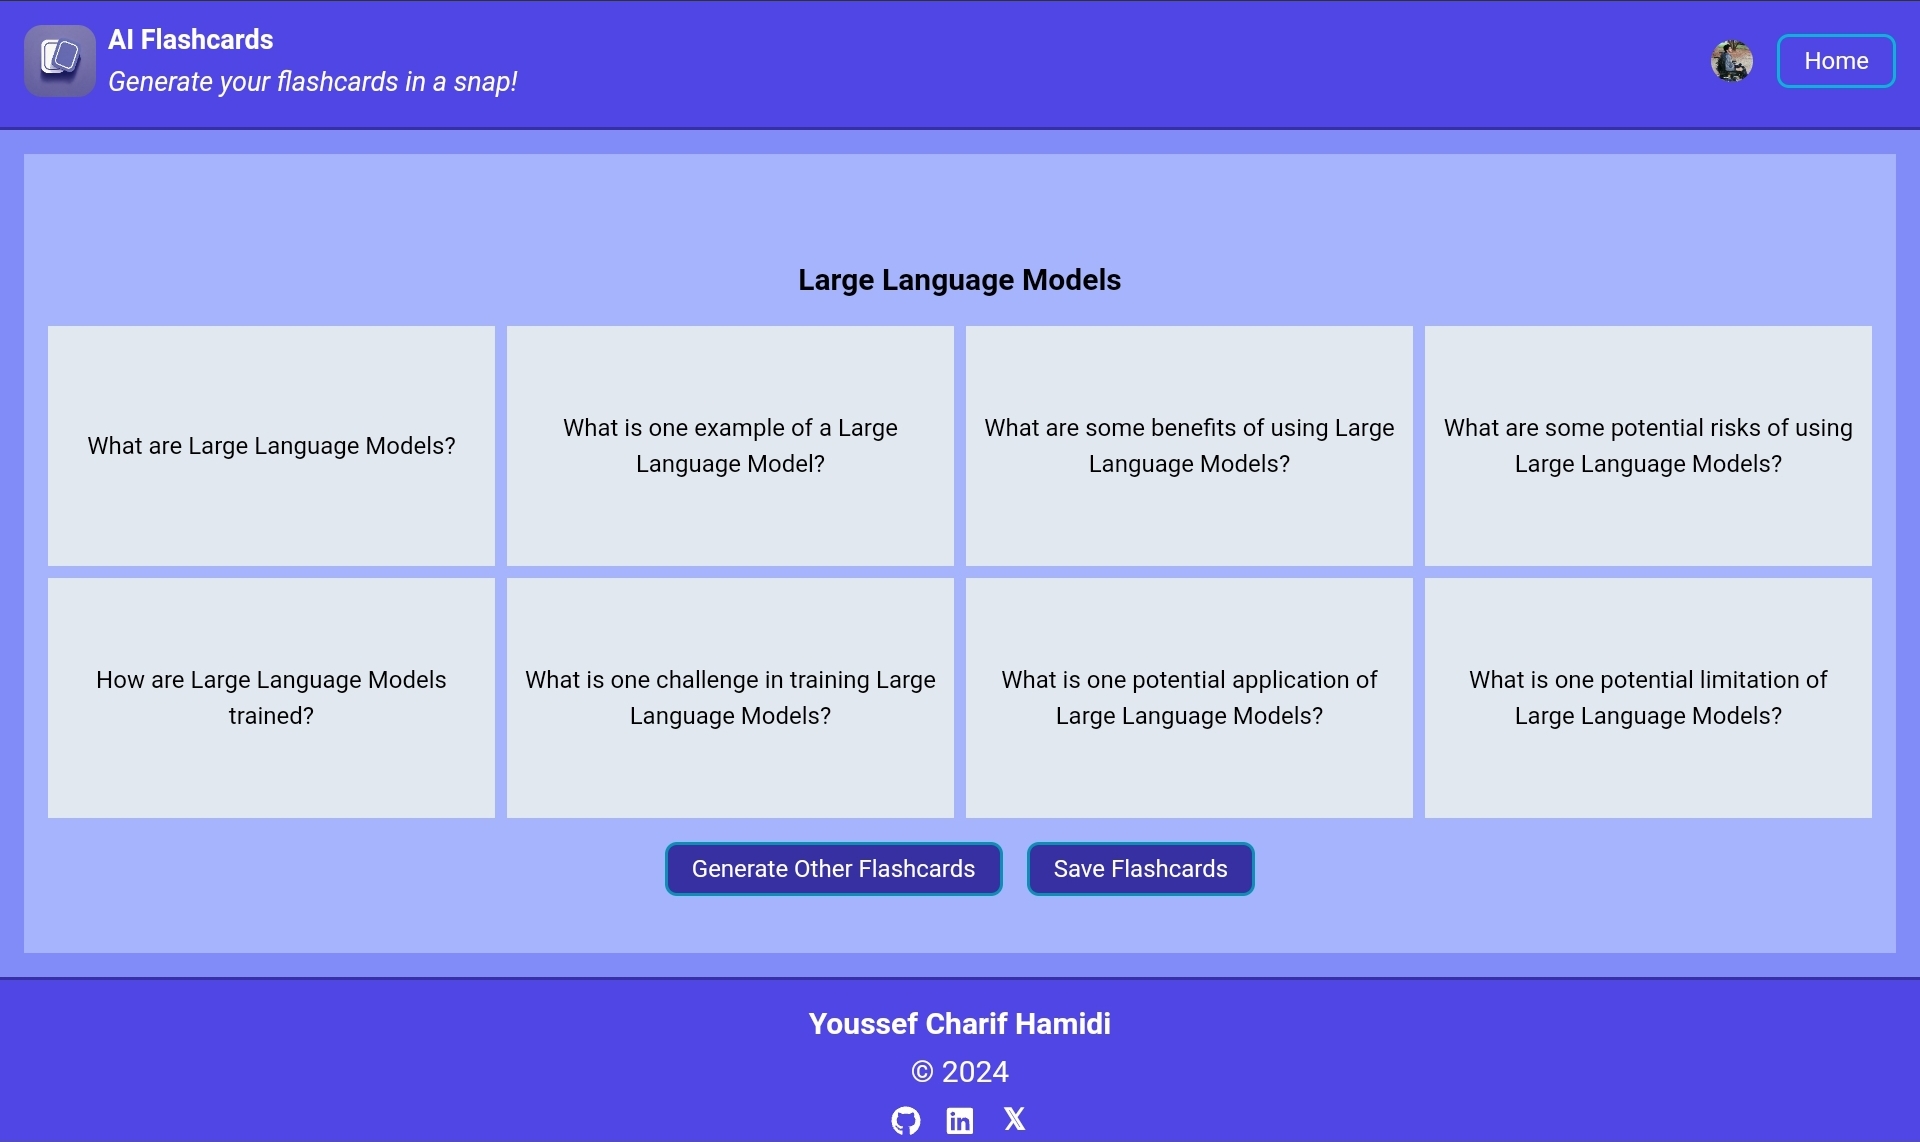 AI Flashcards
Generate your flashcards in a snap!
Home
Large Language Models
What are Large Language Models?
What is one example of a Large
Language Model?
What are some benefits of using Large
Language Models?
What are some potential risks of using
Large Language Models?
How are Large Language Models
trained?
What is one challenge in training Large
Language Models?
What is one potential application of
Large Language Models?
What is one potential limitation of
Large Language Models?
Generate Other Flashcards
Save Flashcards
Youssef Charif Hamidi
© 2024